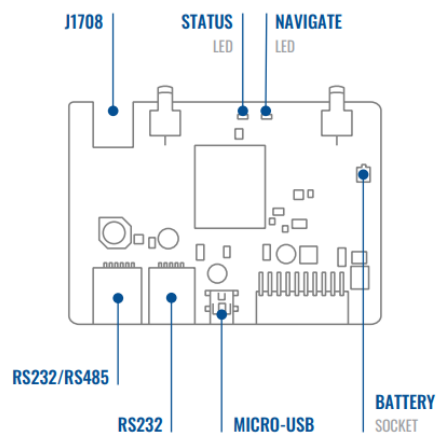 J1708
STATUS
LED
NAVIGATE
LED
RS232/RS485
RS232
MICRO-USB
BATTERY
SOCKET